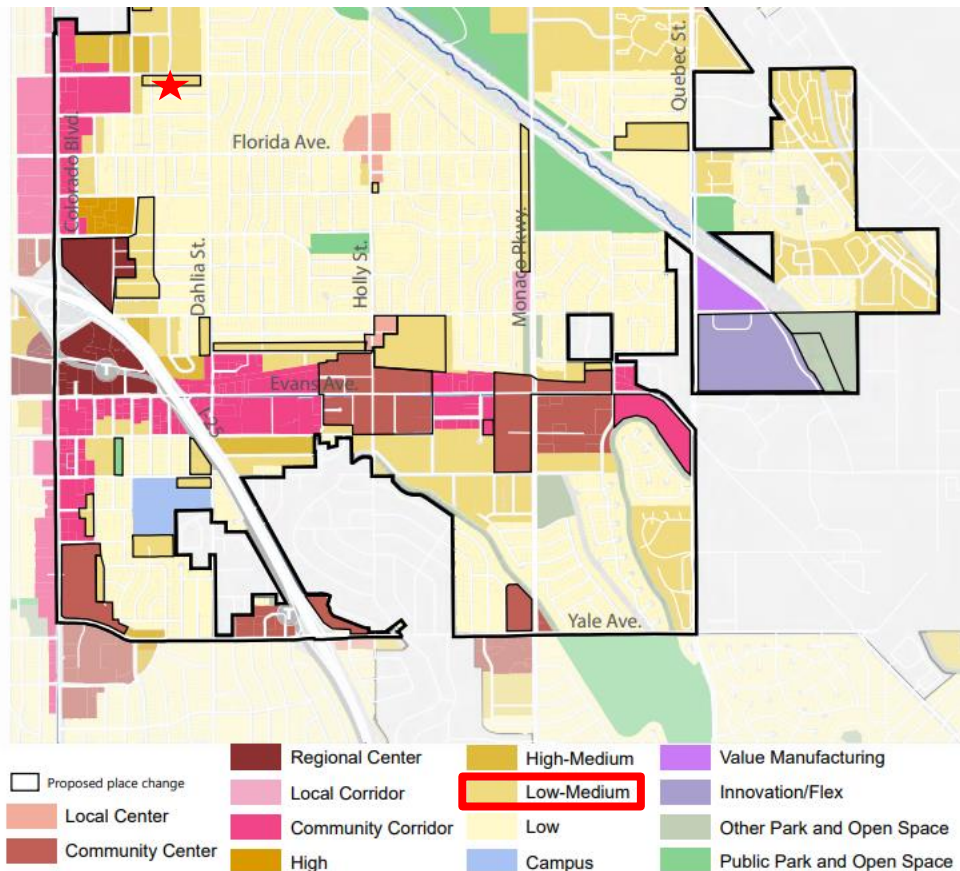 Colorado Blvd.
Quebec St.
Florida Ave.
Dahlia St.
Holly St.
Monaco Pkwy.
Evans Ave.
I-25
Yale Ave.
Proposed place change
Local Center
Community Center
Regional Center
Local Corridor
Community Corridor
High
High-Medium
Low-Medium
Low
Campus
Value Manufacturing
Innovation/Flex
Other Park and Open Space
Public Park and Open Space